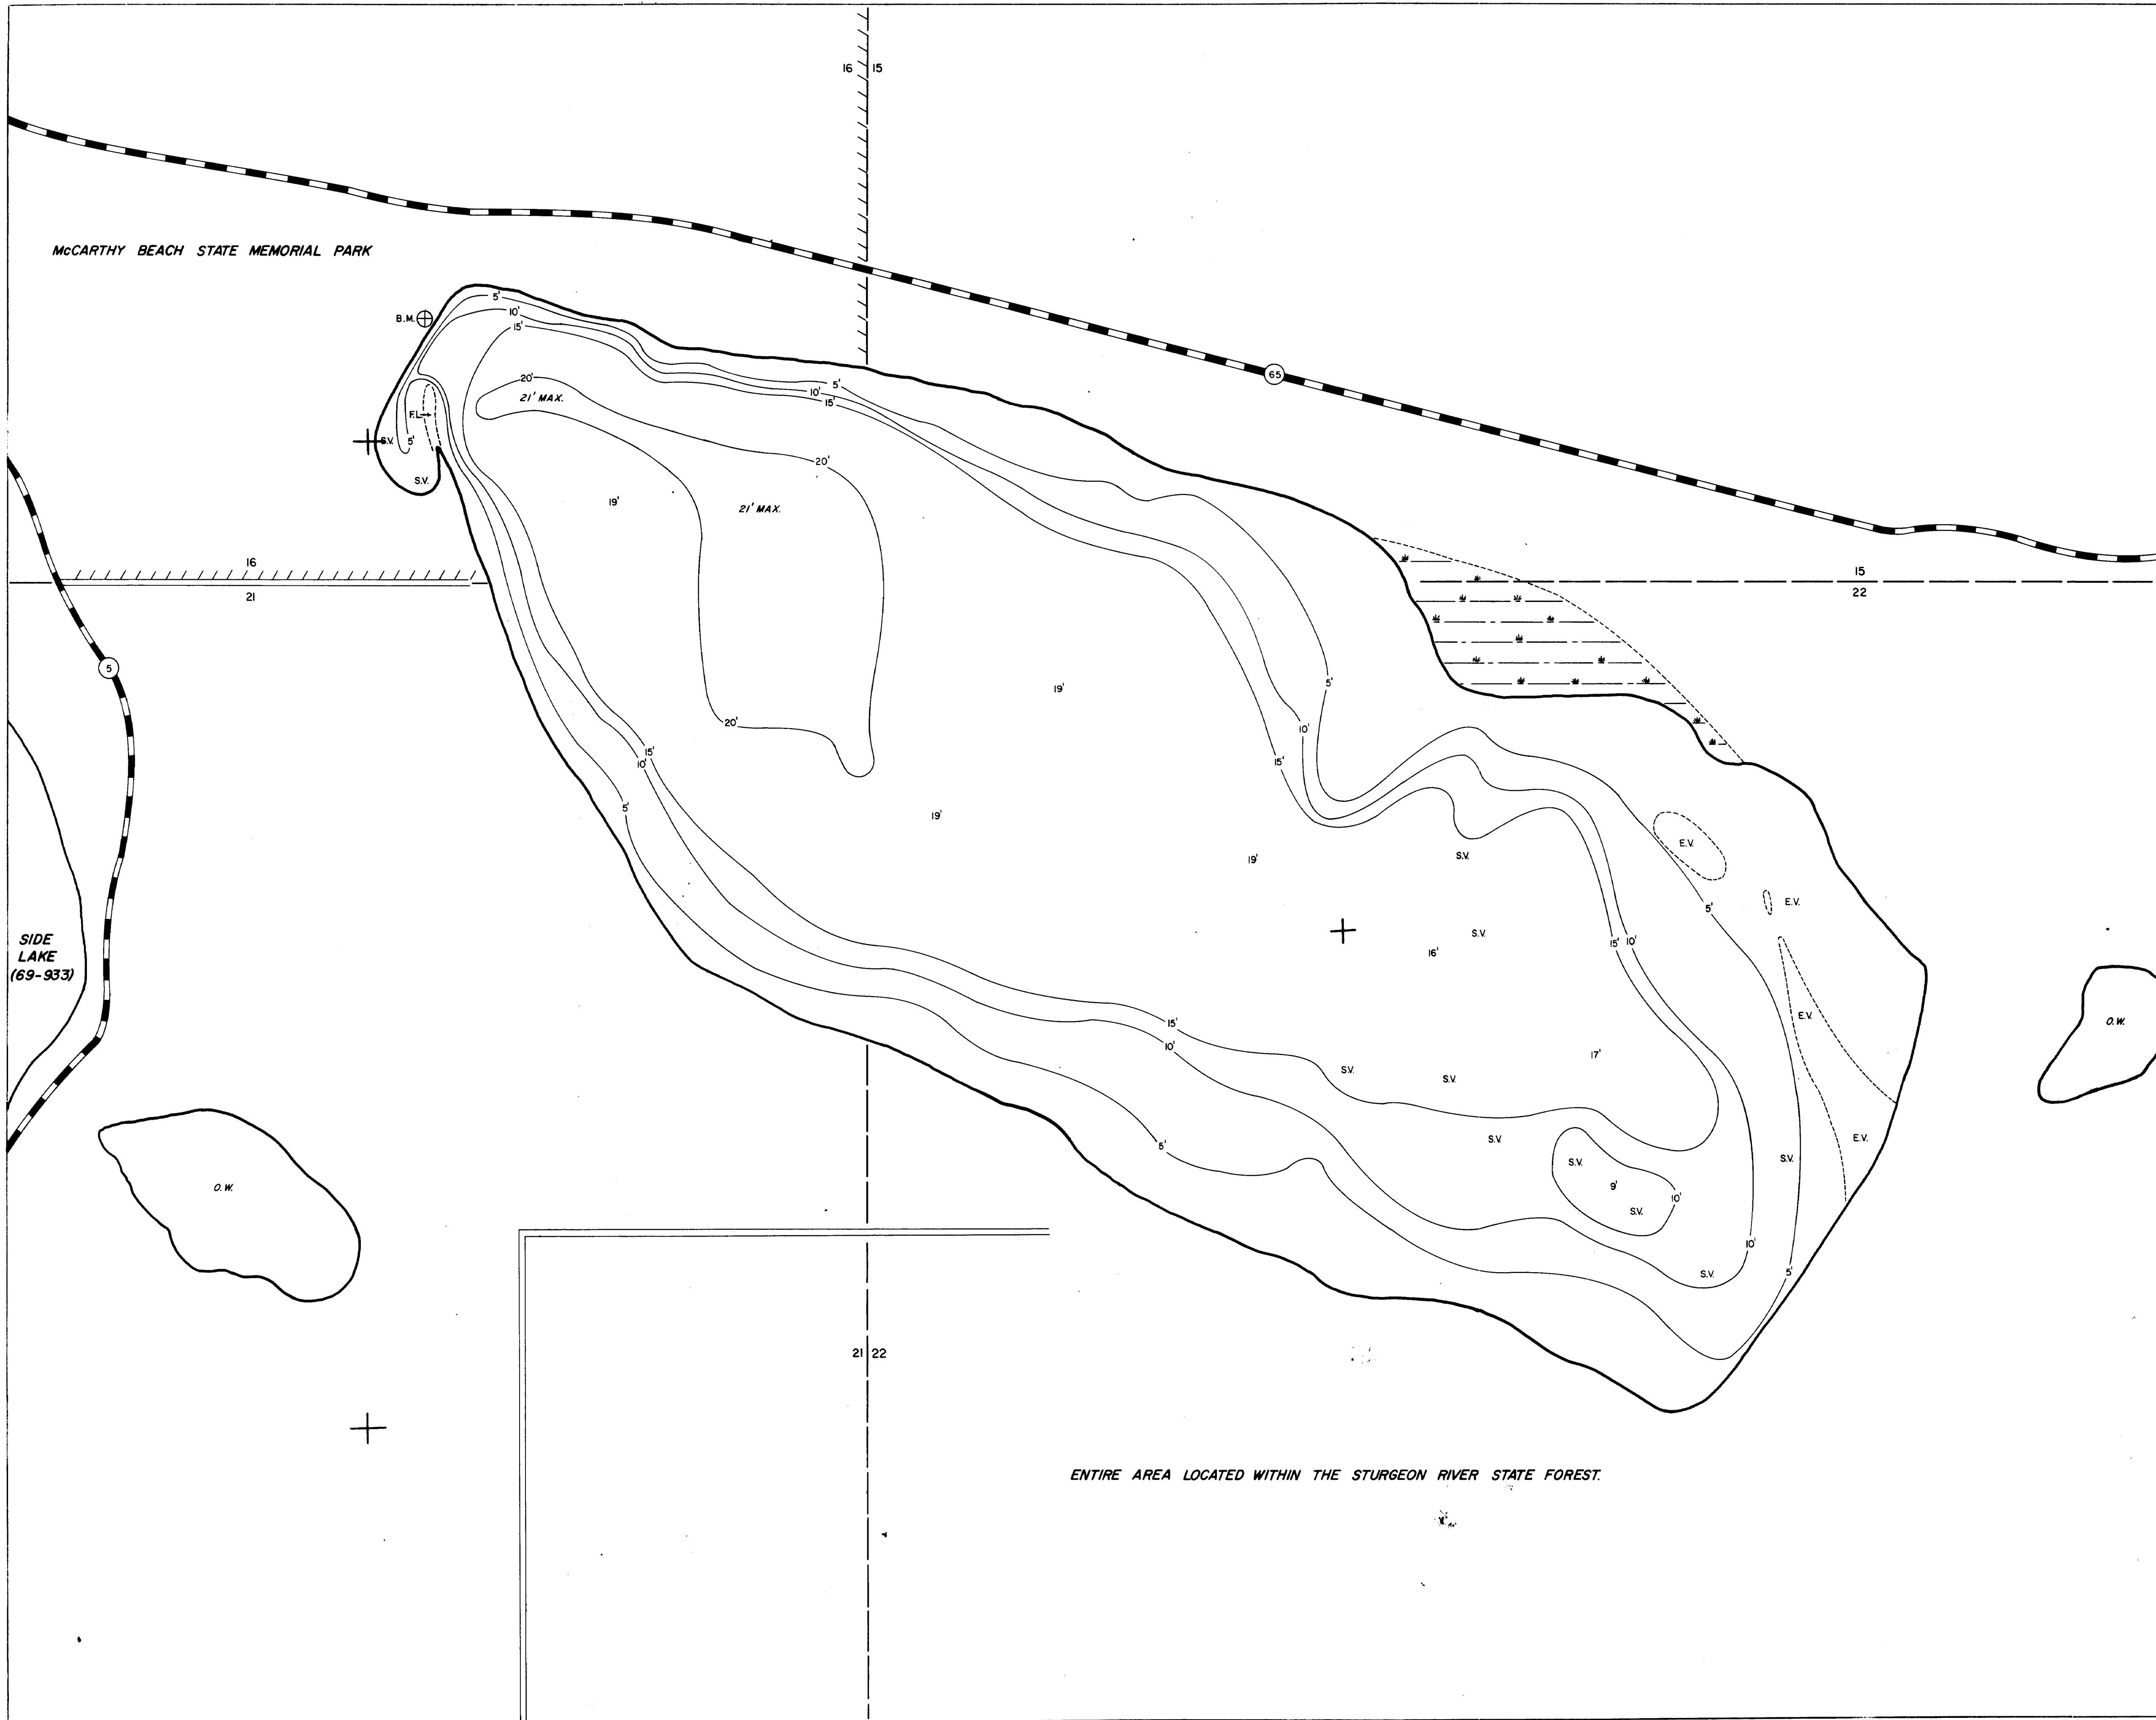 16 15
McCARTHY BEACH STATE MEMORIAL PARK
5'
B.M.
10'
15'
65
20'
5'
21' MAX.
10'
15'
F.L.
S.V. 5'
20'
S.V.
19'
21' MAX.
16
15
21
22
5
5'
19'
20'
10'
15'
15'
10'
5'
19'
E.V.
19'
S.V.
E.V.
5'
SIDE
LAKE
(69-933)
S.V.
15' 10'
16'
E.V.
O.W.
15'
10'
17'
S.V.
S.V.
5'
S.V.
E.V.
S.V.
S.V.
O.W.
9'
10'
S.V.
10'
S.V.
5'
21 22
ENTIRE AREA LOCATED WITHIN THE STURGEON RIVER STATE FOREST.